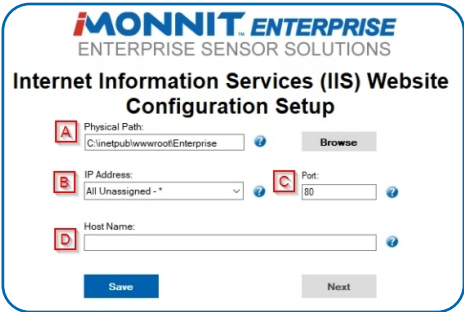 iMONNIT ENTERPRISE
ENTERPRISE SENSOR SOLUTIONS
Internet Information Services (IIS) Website
Configuration Setup
A Physical Path:
C:\inetpub\wwwroot\Enterprise ? Browse
B IP Address: C Port:
All Unassigned - * ? 80 ?
D Host Name:
?
Save Next